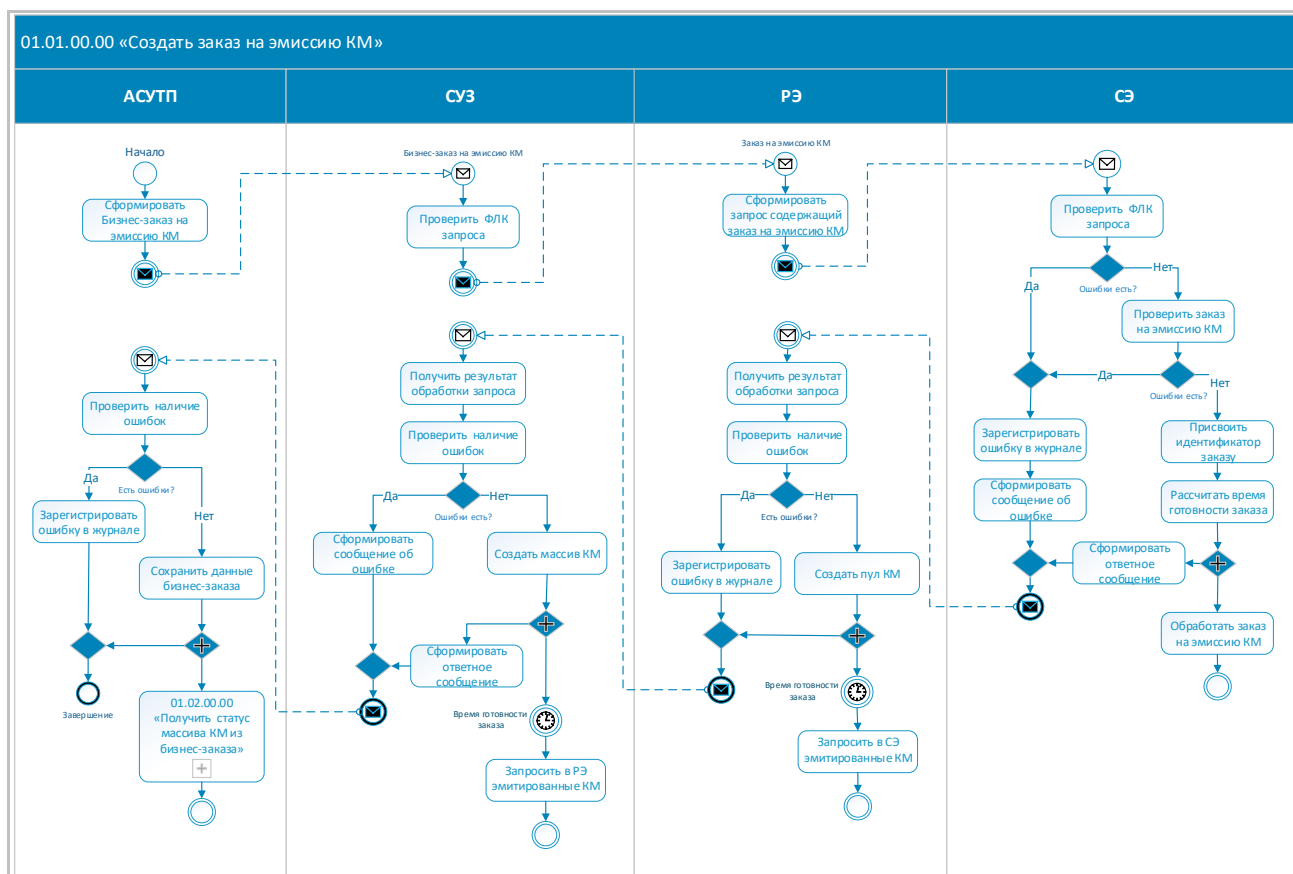 01.01.00.00 «Создать заказ на эмиссию КМ»
АСУТП
СУЗ
РЭ
СЭ
Начало
Сформировать
Бизнес-заказ на
эмиссию КМ
Проверить наличие
ошибок
Есть ошибки?
Да
Нет
Зарегистрировать
ошибку в журнале
Сохранить данные
бизнес-заказа
Завершение
01.02.00.00
«Получить статус
массива КМ из
бизнес-заказа»
Бизнес-заказ на эмиссию КМ
Проверить ФЛК
запроса
Получить результат
обработки запроса
Проверить наличие
ошибок
Да
Нет
Ошибки есть?
Сформировать
сообщение об
ошибке
Создать массив КМ
Сформировать
ответное
сообщение
Время готовности
заказа
Запросить в РЭ
эмитированные КМ
Заказ на эмиссию КМ
Сформировать
запрос содержащий
заказ на эмиссию КМ
Получить результат
обработки запроса
Проверить наличие
ошибок
Да
Нет
Есть ошибки?
Зарегистрировать
ошибку в журнале
Создать пул КМ
Время готовности
заказа
Запросить в СЭ
эмитированные КМ
Проверить ФЛК
запроса
Нет
Да
Ошибки есть?
Проверить заказ
на эмиссию КМ
Да
Нет
Ошибки есть?
Зарегистрировать
ошибку в журнале
Присвоить
идентификатор
заказу
Сформировать
сообщение об
ошибке
Рассчитать время
готовности заказа
Сформировать
ответное
сообщение
Обработать заказ
на эмиссию КМ